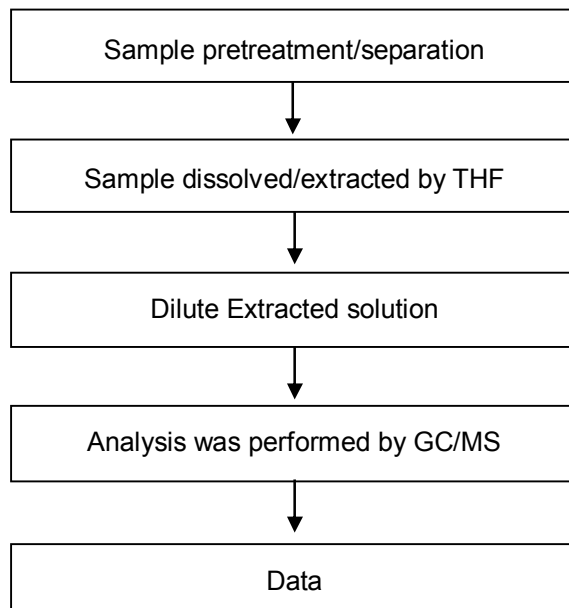 Sample pretreatment/separation
Sample dissolved/extracted by THF
Dilute Extracted solution
Analysis was performed by GC/MS
Data